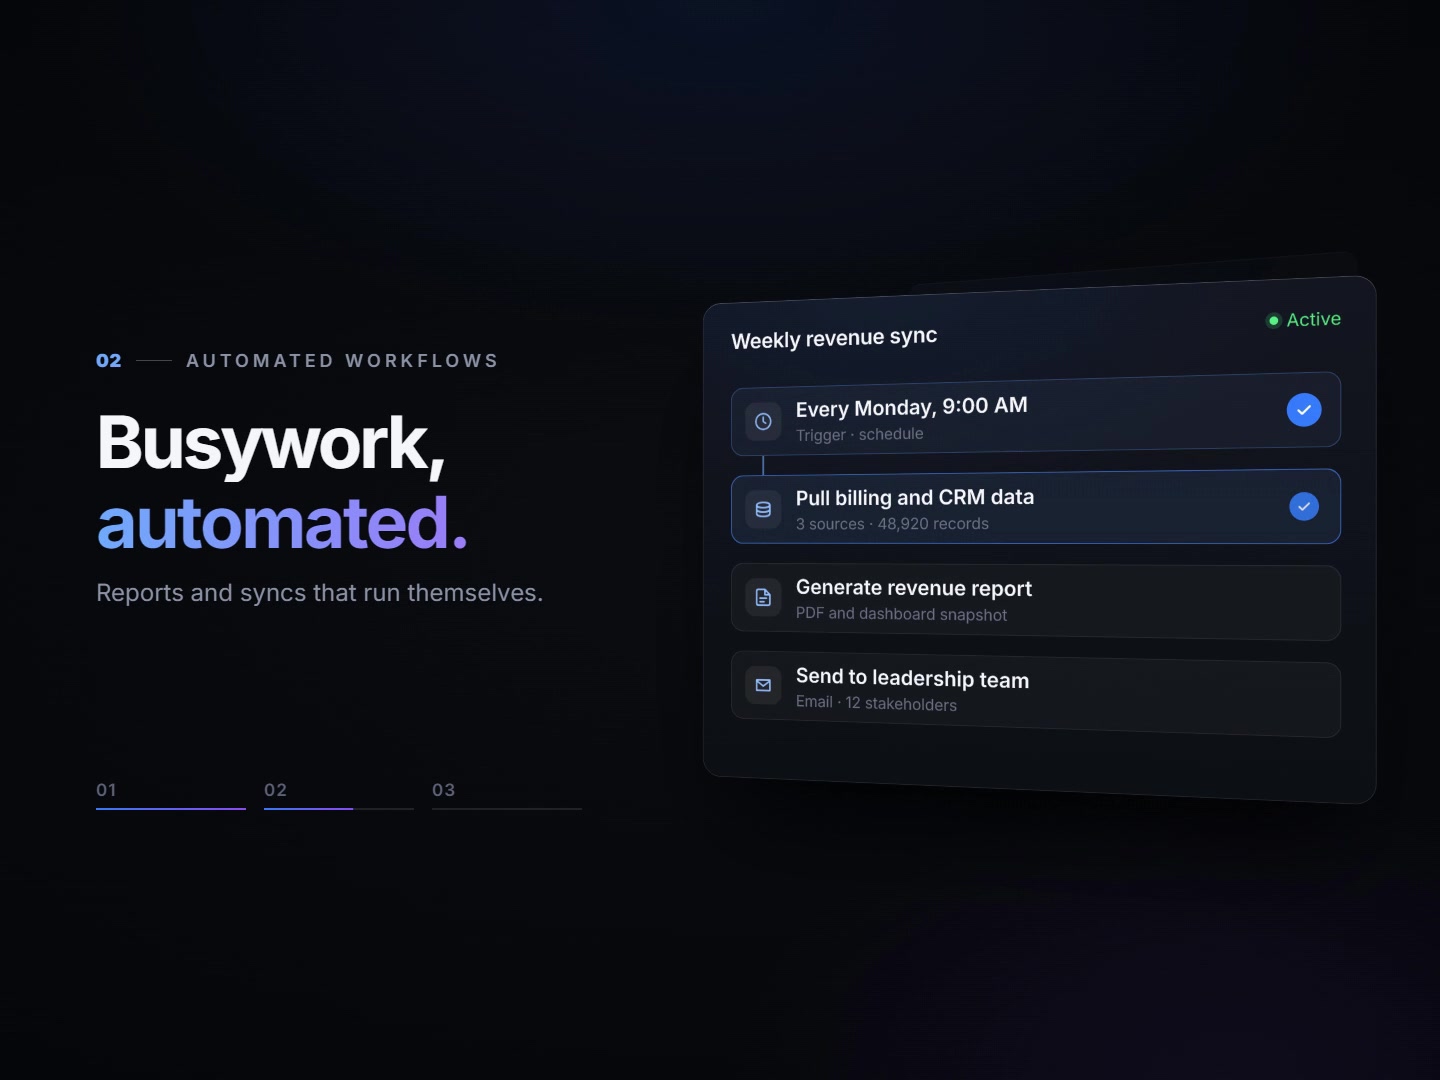 02 AUTOMATED WORKFLOWS
Busywork,
automated.
Reports and syncs that run themselves.
01 02 03
Weekly revenue sync
Active
Every Monday, 9:00 AM
Trigger · schedule
Pull billing and CRM data
3 sources · 48,920 records
Generate revenue report
PDF and dashboard snapshot
Send to leadership team
Email · 12 stakeholders